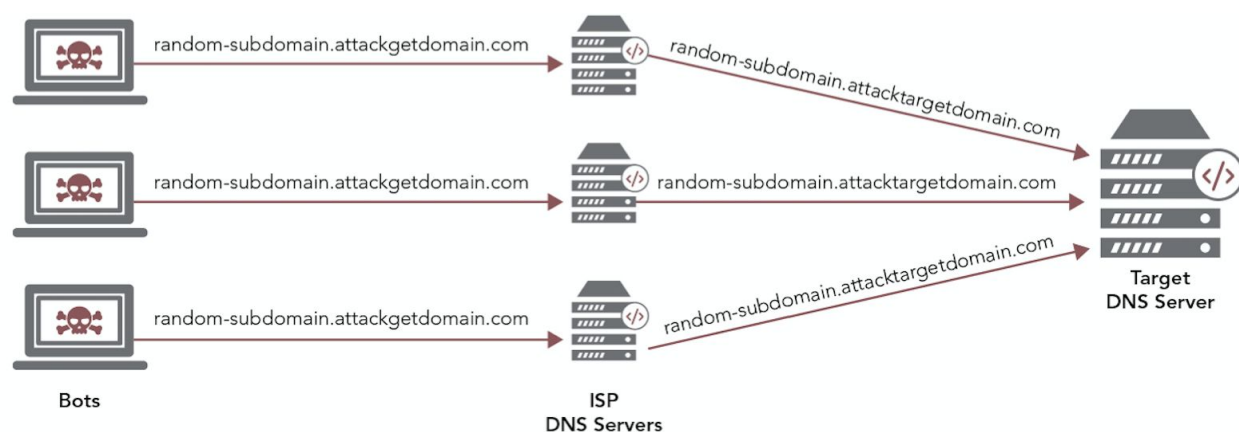 random-subdomain.attackgetdomain.com
random-subdomain.attacktargetdomain.com
random-subdomain.attackgetdomain.com
random-subdomain.attacktargetdomain.com
random-subdomain.attackgetdomain.com
random-subdomain.attacktargetdomain.com
</>
</>
</>
</>
Target
DNS Server
Bots
ISP
DNS Servers